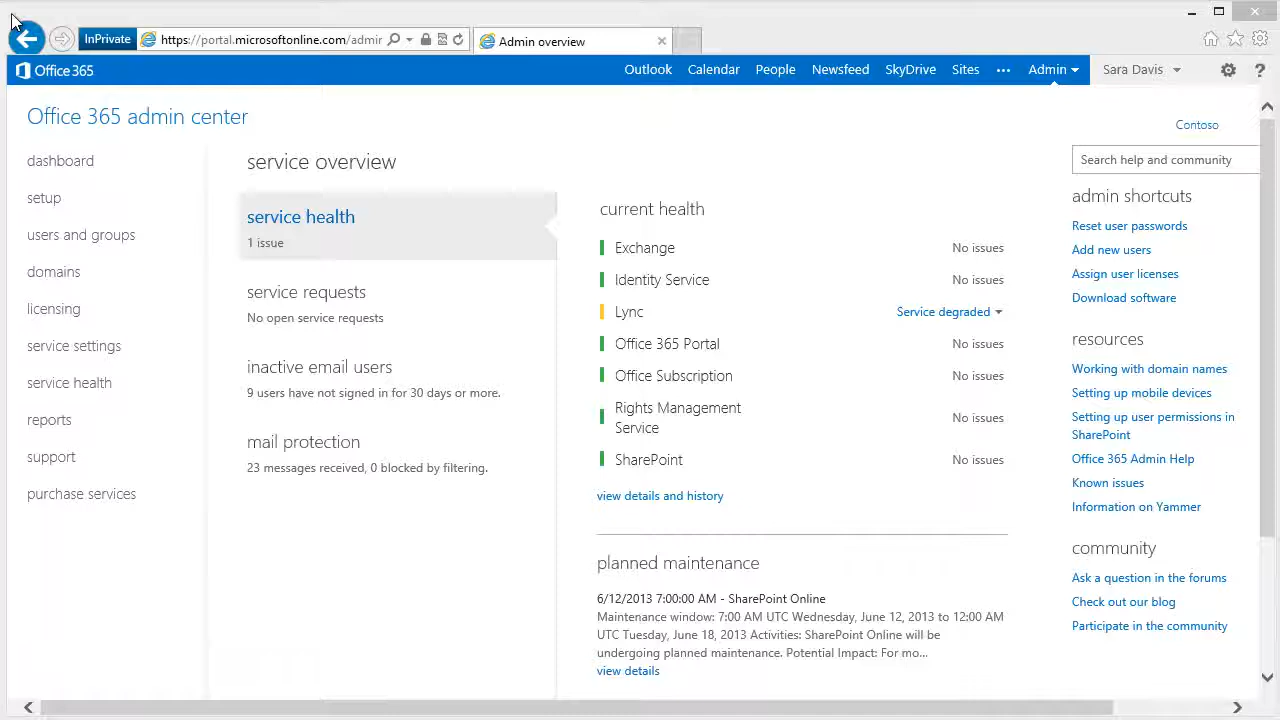 InPrivate
https://portal.microsoftonline.com/admir
Admin overview
Office 365
Outlook Calendar People Newsfeed SkyDrive Sites ... Admin Sara Davis ?
Office 365 admin center
Contoso
dashboard
setup
users and groups
domains
licensing
service settings
service health
reports
support
purchase services
service overview
service health
1 issue
service requests
No open service requests
inactive email users
9 users have not signed in for 30 days or more.
mail protection
23 messages received, 0 blocked by filtering.
current health
Exchange No issues
Identity Service No issues
Lync Service degraded
Office 365 Portal No issues
Office Subscription No issues
Rights Management
Service No issues
SharePoint No issues
view details and history
planned maintenance
6/12/2013 7:00:00 AM - SharePoint Online
Maintenance window: 7:00 AM UTC Wednesday, June 12, 2013 to 12:00 AM
UTC Tuesday, June 18, 2013 Activities: SharePoint Online will be
undergoing planned maintenance. Potential Impact: For mo...
view details
Search help and community
admin shortcuts
Reset user passwords
Add new users
Assign user licenses
Download software
resources
Working with domain names
Setting up mobile devices
Setting up user permissions in
SharePoint
Office 365 Admin Help
Known issues
Information on Yammer
community
Ask a question in the forums
Check out our blog
Participate in the community